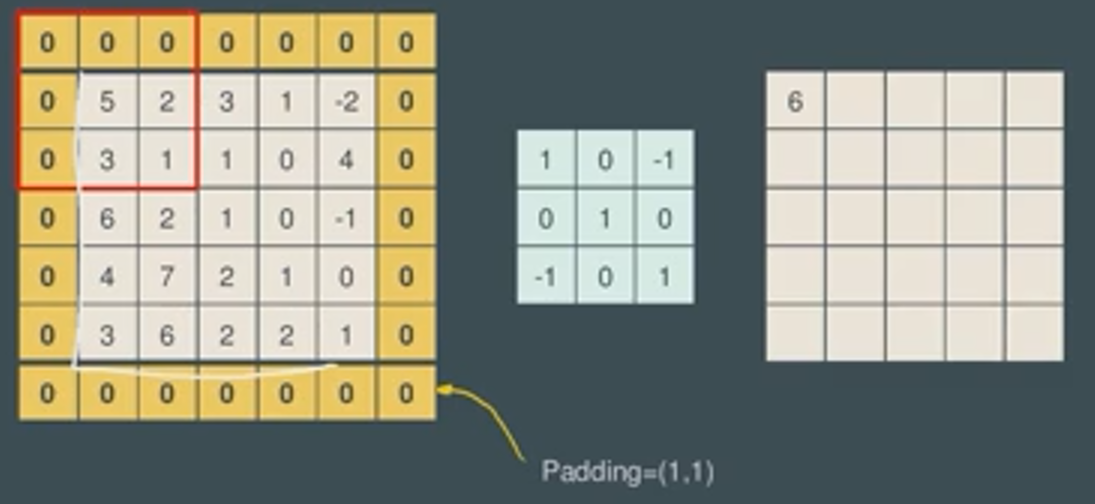 0 0 0 0 0 0 0
0 5 2 3 1 -2 0
6
0 3 1 1 0 4 0
1 0 -1
0 6 2 1 0 -1 0
0 1 0
0 4 7 2 1 0 0
-1 0 1
0 3 6 2 2 1 0
0 0 0 0 0 0 0
Padding=(1,1)